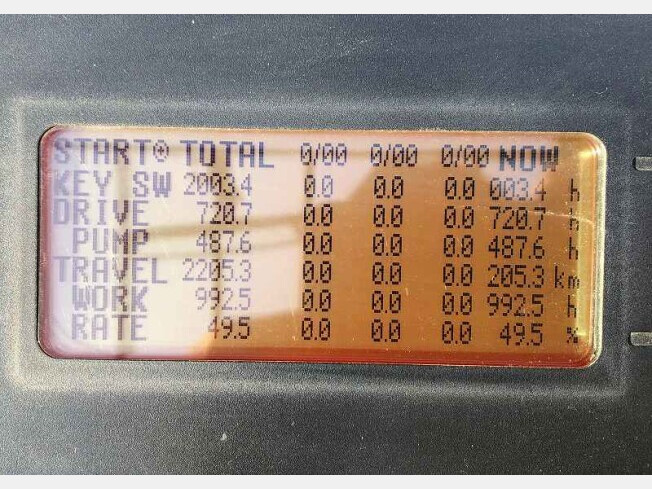 START⊕ TOTAL 0/00 0/00 0/00 NOW
KEY SW 2003.4 0.0 0.0 0.0 003.4 h
DRIVE 720.7 0.0 0.0 0.0 720.7 h
PUMP 487.6 0.0 0.0 0.0 487.6 h
TRAVEL 2205.3 0.0 0.0 0.0 205.3 km
WORK 992.5 0.0 0.0 0.0 992.5 h
RATE 49.5 0.0 0.0 0.0 49.5 %